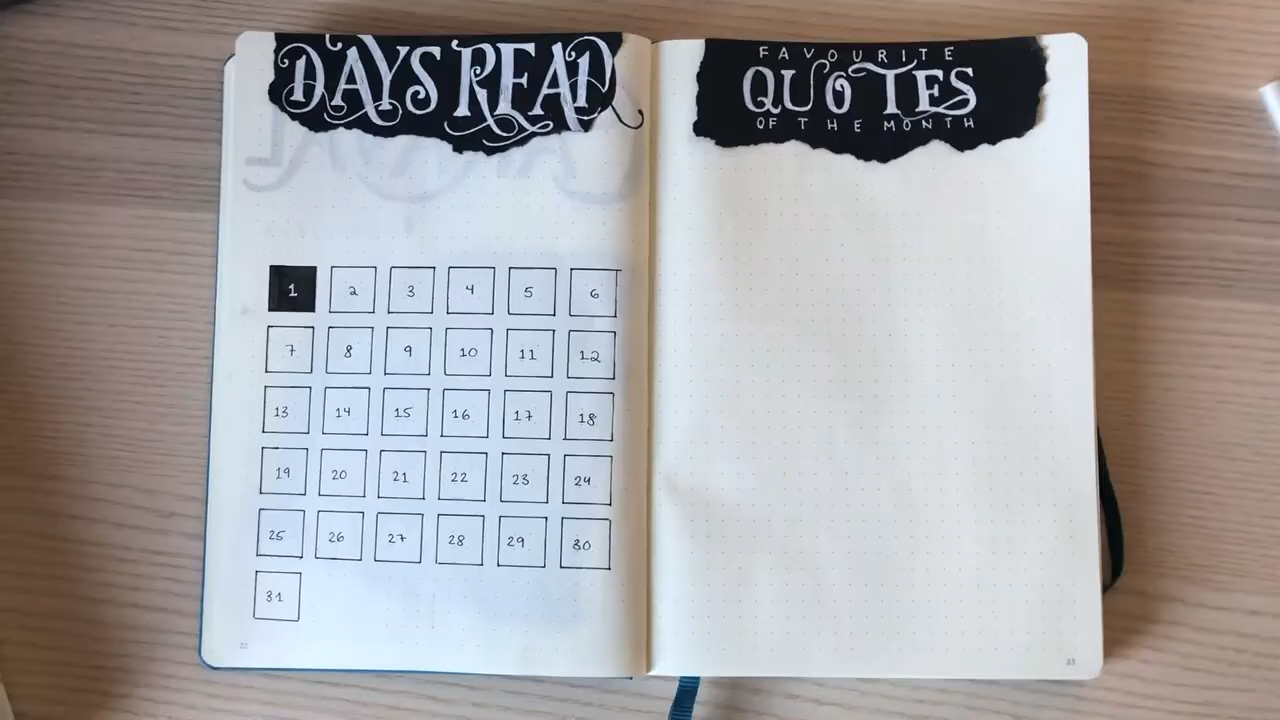 DAYS READ
1 2 3 4 5 6
7 8 9 10 11 12
13 14 15 16 17 18
19 20 21 22 23 24
25 26 27 28 29 30
31
22
FAVOURITE
QUOTES
OF THE MONTH
23